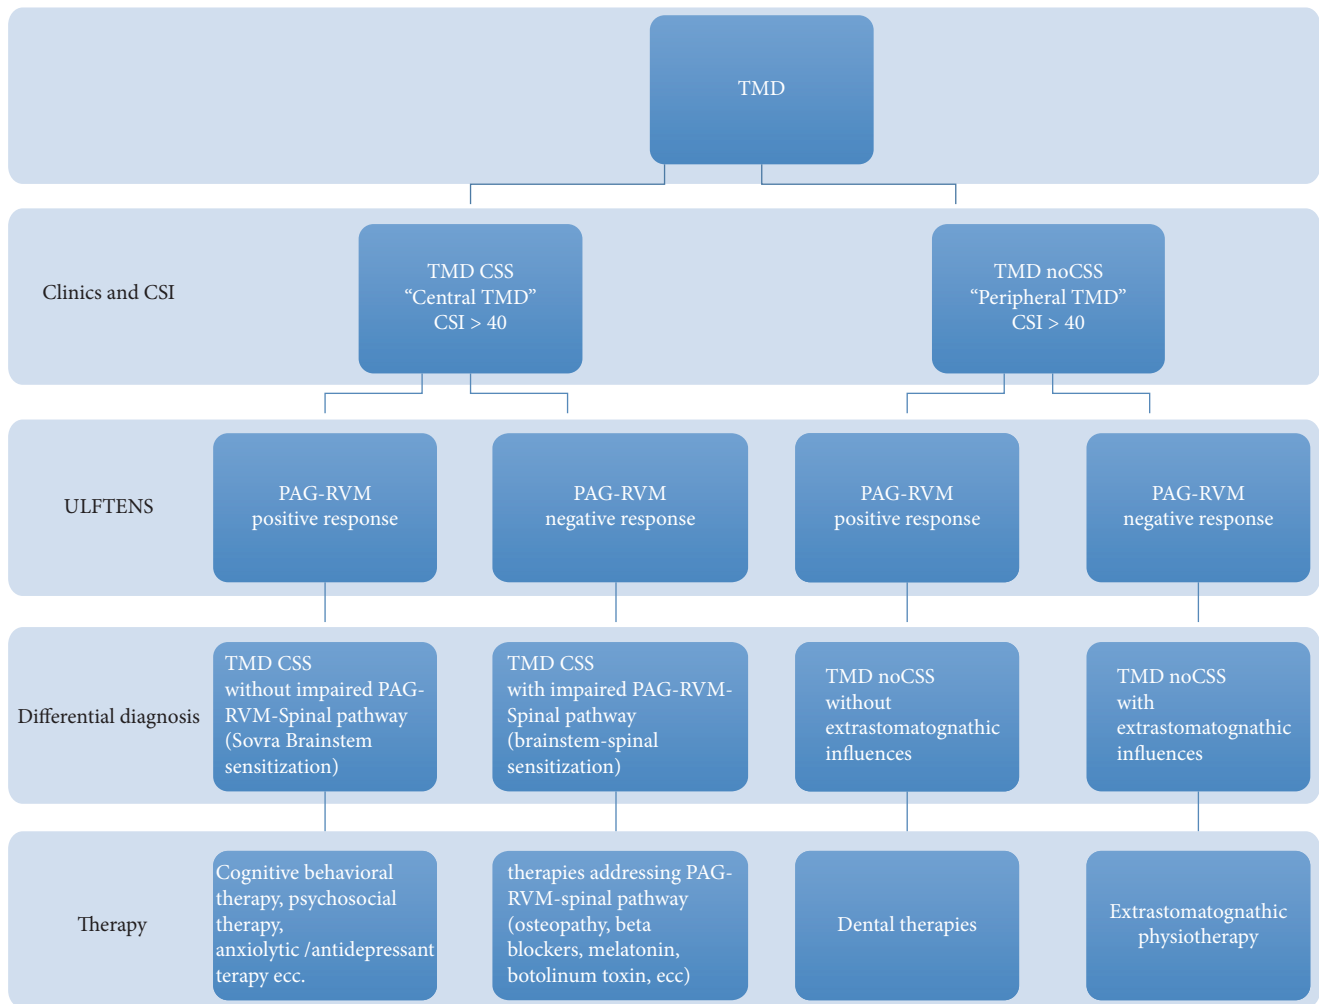 TMD
Clinics and CSI
TMD CSS
“Central TMD”
CSI > 40
TMD noCSS
“Peripheral TMD”
CSI > 40
ULFTENS
PAG-RVM
positive response
PAG-RVM
negative response
PAG-RVM
positive response
PAG-RVM
negative response
Differential diagnosis
TMD CSS
without impaired PAG-
RVM-Spinal pathway
(Sovra Brainstem
sensitization)
TMD CSS
with impaired PAG-RVM-
Spinal pathway
(brainstem-spinal
sensitization)
TMD noCSS
without
extrastomatognathic
influences
TMD noCSS
with
extrastomatognathic
influences
Therapy
Cognitive behavioral
therapy, psychosocial
therapy,
anxiolytic /antidepressant
terapy ecc.
therapies addressing PAG-
RVM-spinal pathway
(osteopathy, beta
blockers, melatonin,
botolinum toxin, ecc)
Dental therapies
Extrastomatognathic
physiotherapy